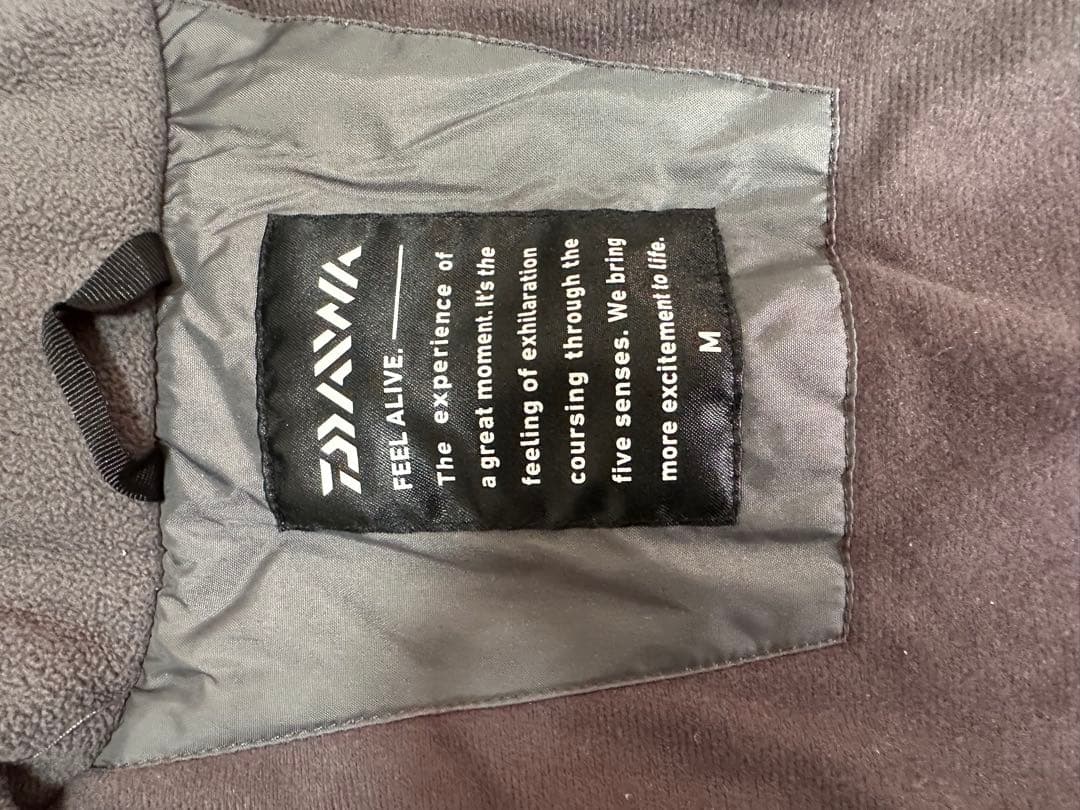 DAIWA
FEEL ALIVE.
The experience of
a great moment. It's the
feeling of exhilaration
coursing through the
five senses. We bring
more excitement to life.
M